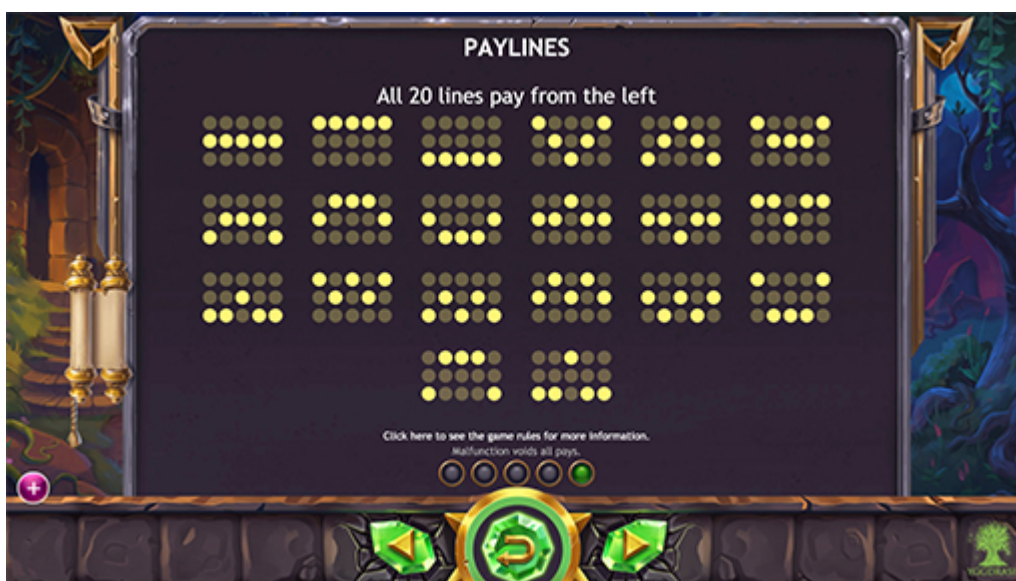 PAYLINES
All 20 lines pay from the left
Click here to see the game rules for more information.
Malfunction voids all pays.
YGGDRASIL